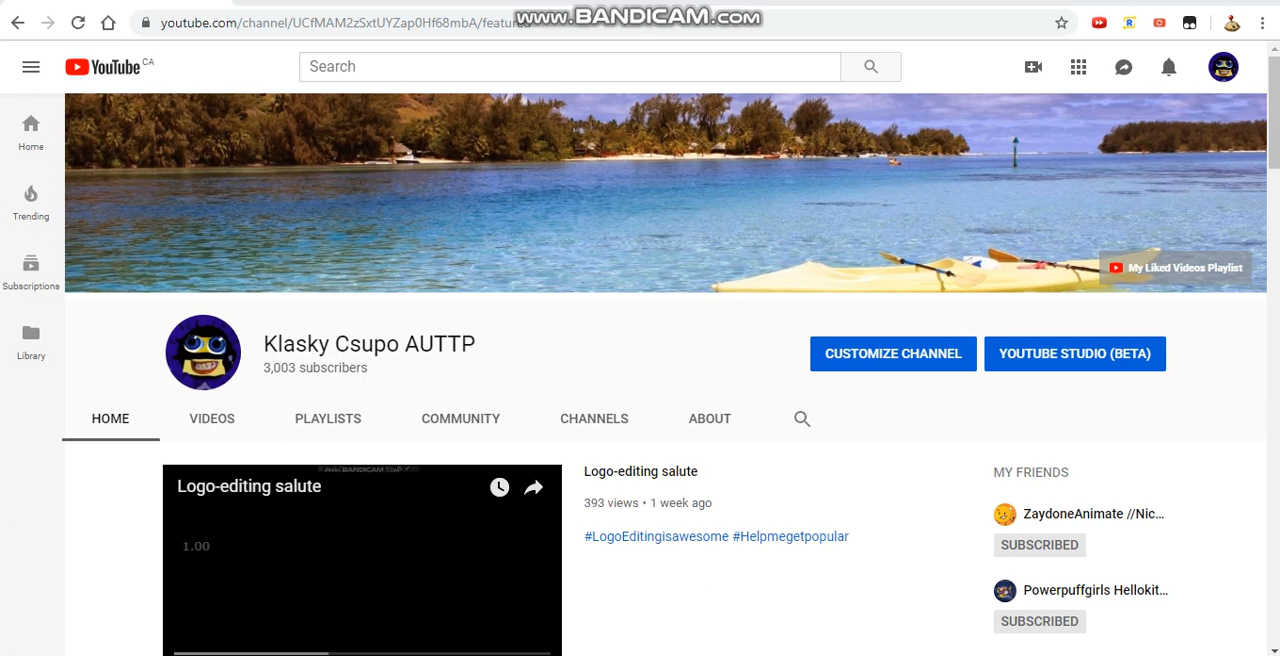 youtube.com/channel/UCfMAM2zSxtUYZap0Hf68mbA/featured
www.BANDICAM.com
YouTube CA
Search
Home
Trending
Subscriptions
Library
My Liked Videos Playlist
Klasky Csupo AUTTP
3,003 subscribers
CUSTOMIZE CHANNEL
YOUTUBE STUDIO (BETA)
HOME
VIDEOS
PLAYLISTS
COMMUNITY
CHANNELS
ABOUT
www.BANDICAM.com
Logo-editing salute
1.00
Logo-editing salute
393 views • 1 week ago
#LogoEditingisawesome #Helpmegetpopular
MY FRIENDS
ZaydoneAnimate //Nic...
SUBSCRIBED
Powerpuffgirls Hellokit...
SUBSCRIBED